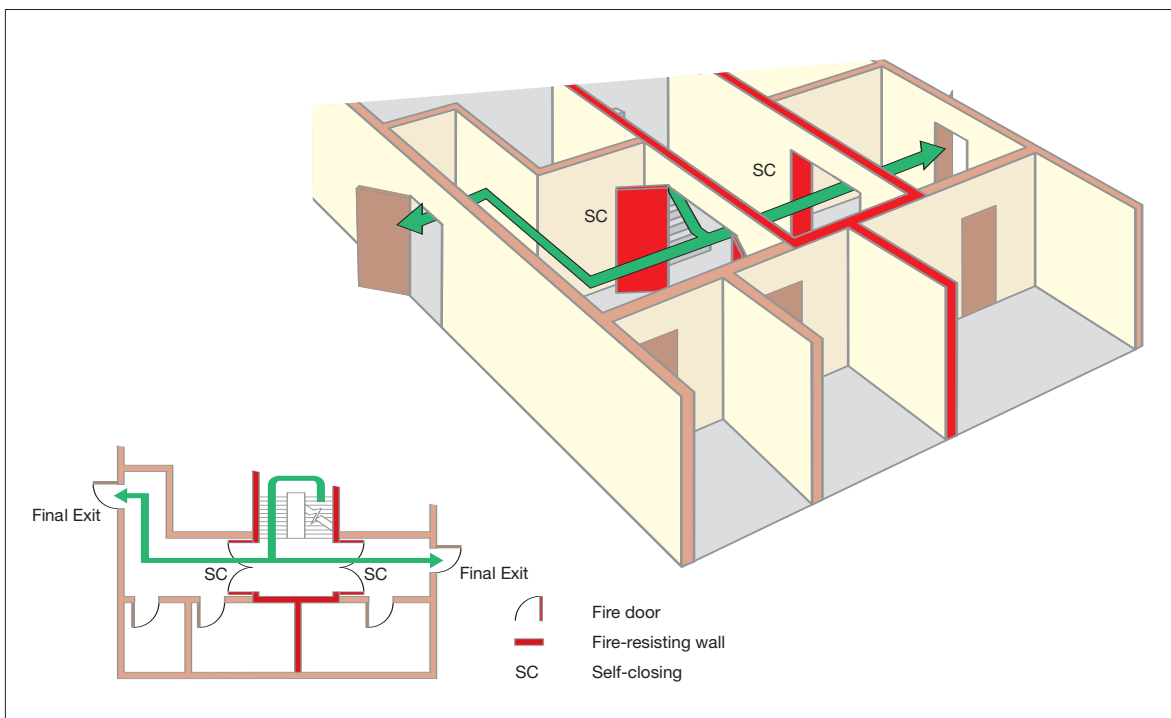 SC
SC
Final Exit
SC
SC
Final Exit
Fire door
Fire-resisting wall
SC
Self-closing